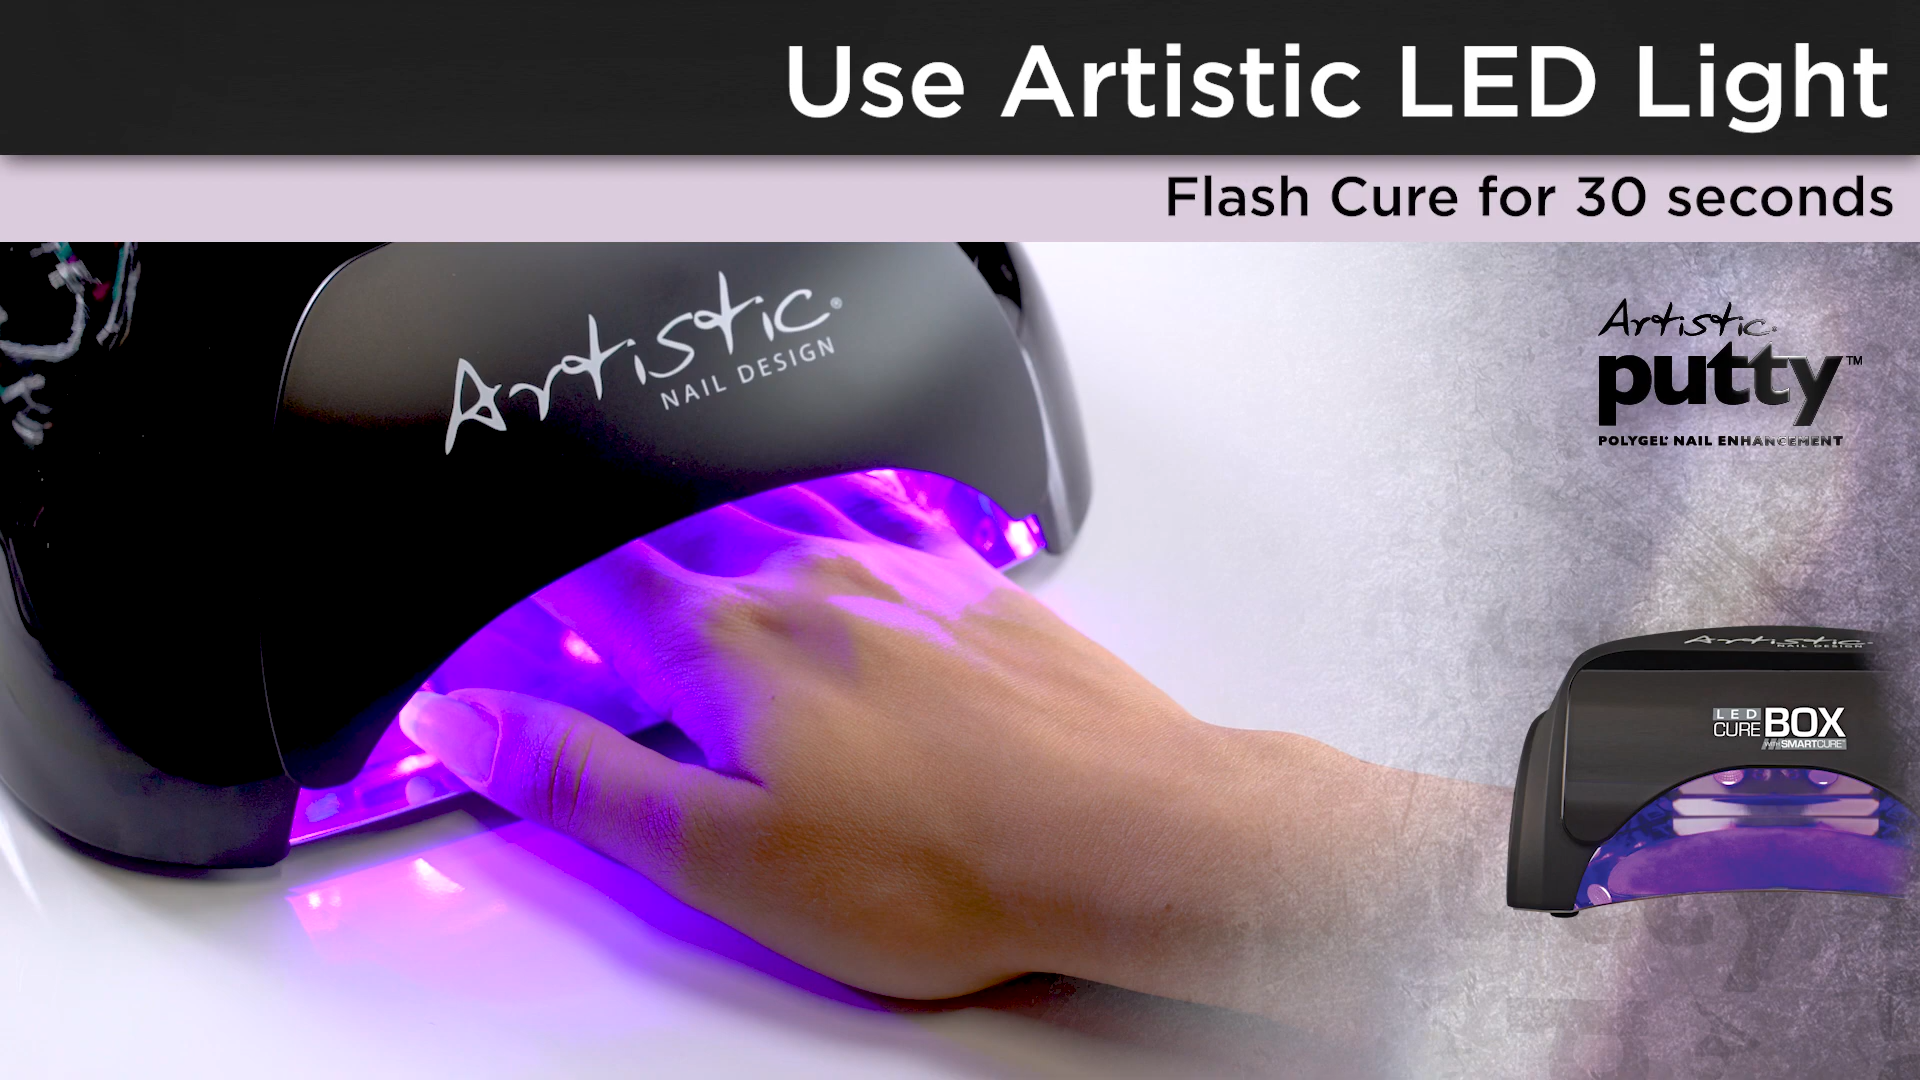 Use Artistic LED Light
Flash Cure for 30 seconds
Artistic®
NAIL DESIGN
Artistic®
putty™
POLYGEL® NAIL ENHANCEMENT
Artistic
NAIL DESIGN
LED
CURE BOX
SMARTCURE